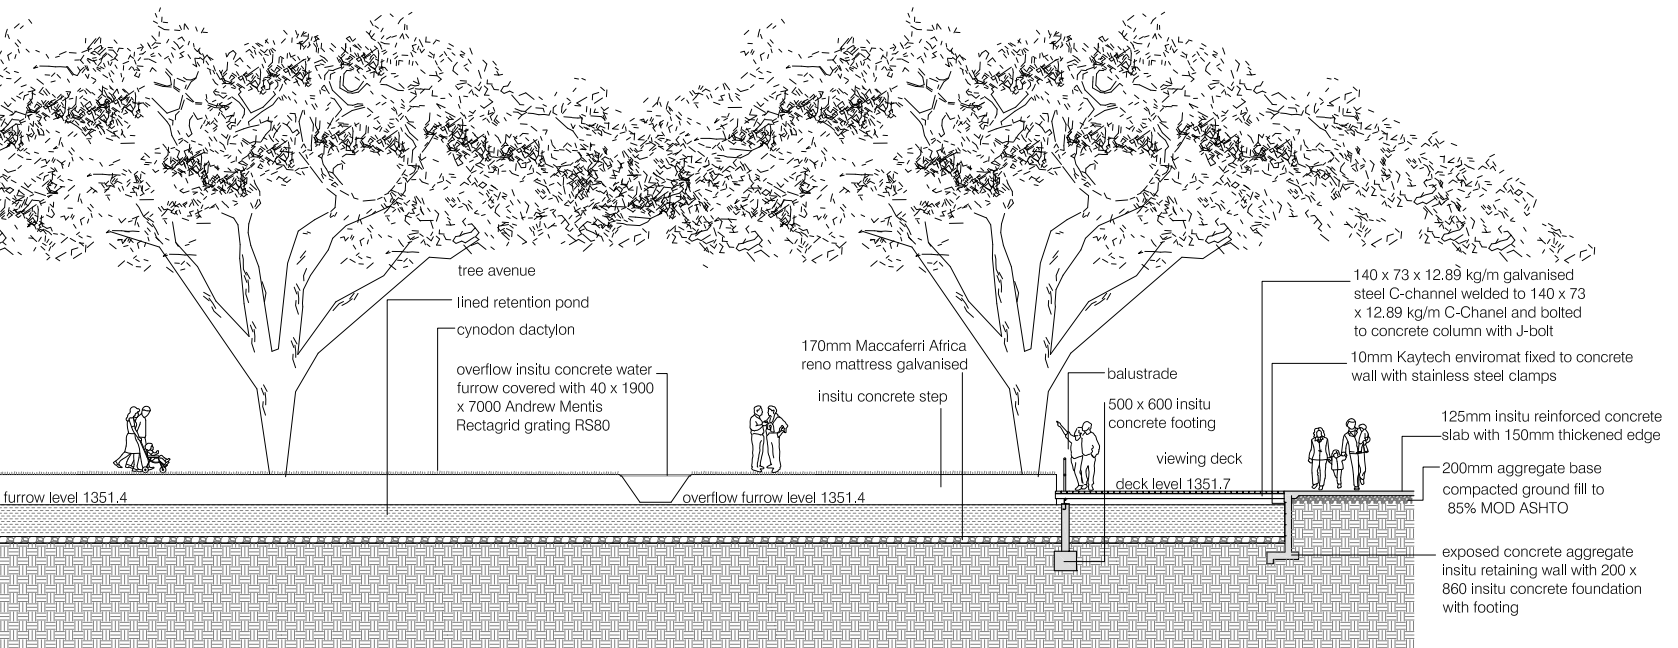 tree avenue
lined retention pond
cynodon dactylon
overflow insitu concrete water
furrow covered with 40 x 1900
x 7000 Andrew Mentis
Rectagrid grating RS80
furrow level 1351.4
overflow furrow level 1351.4
170mm Maccaferri Africa
reno mattress galvanised
insitu concrete step
balustrade
500 x 600 insitu
concrete footing
viewing deck
deck level 1351.7
140 x 73 x 12.89 kg/m galvanised
steel C-channel welded to 140 x 73
x 12.89 kg/m C-Chanel and bolted
to concrete column with J-bolt
10mm Kaytech enviromat fixed to concrete
wall with stainless steel clamps
125mm insitu reinforced concrete
slab with 150mm thickened edge
200mm aggregate base
compacted ground fill to
85% MOD ASHTO
exposed concrete aggregate
insitu retaining wall with 200 x
860 insitu concrete foundation
with footing